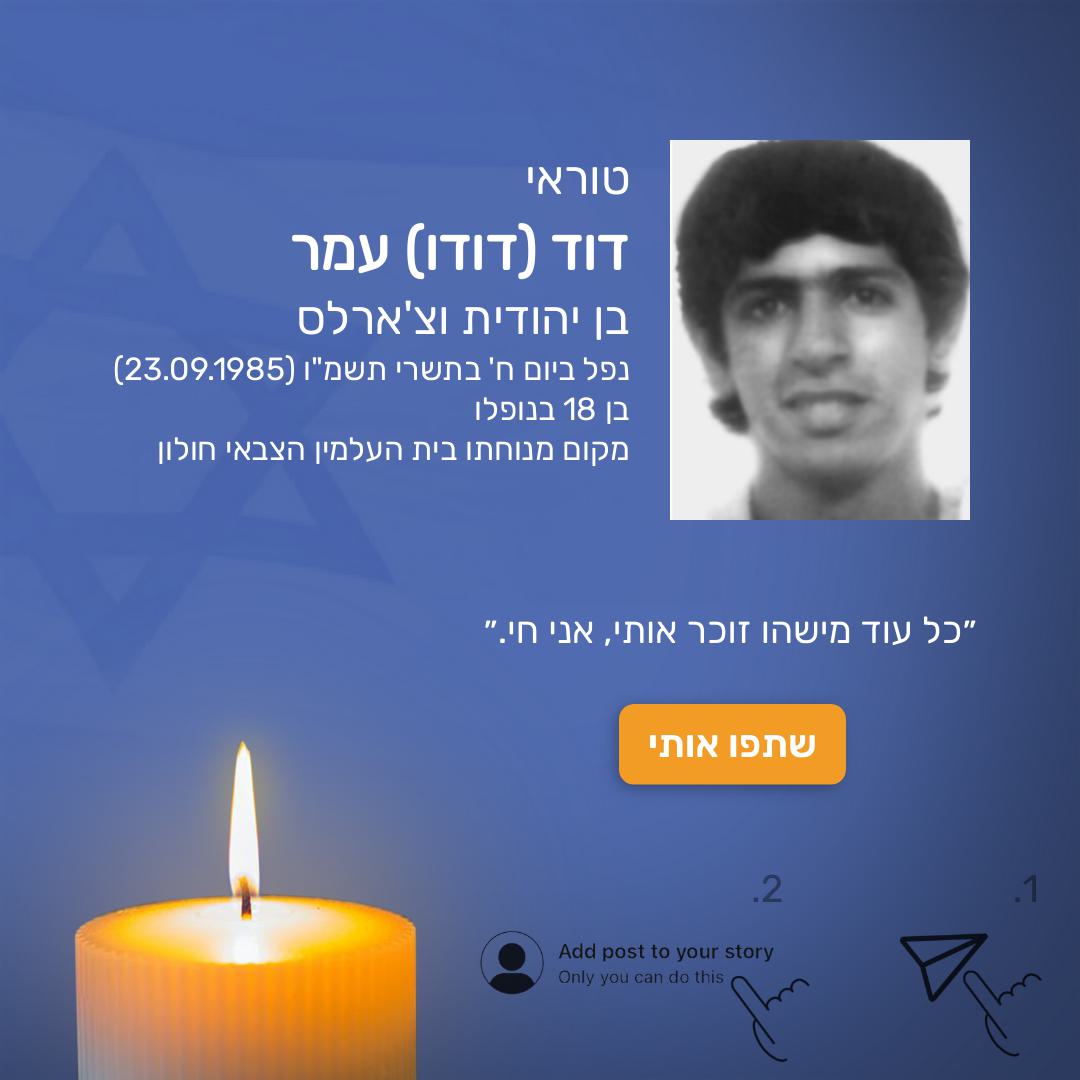 טוראי
דוד (דודו) עמר
בן יהודית וצ'ארלס
נפל ביום ח' בתשרי תשמ"ו (23.09.1985)
בן 18 בנופלו
מקום מנוחתו בית העלמין הצבאי חולון
״כל עוד מישהו זוכר אותי, אני חי.״
שתפו אותי
1.
2.
Add post to your story
Only you can do this